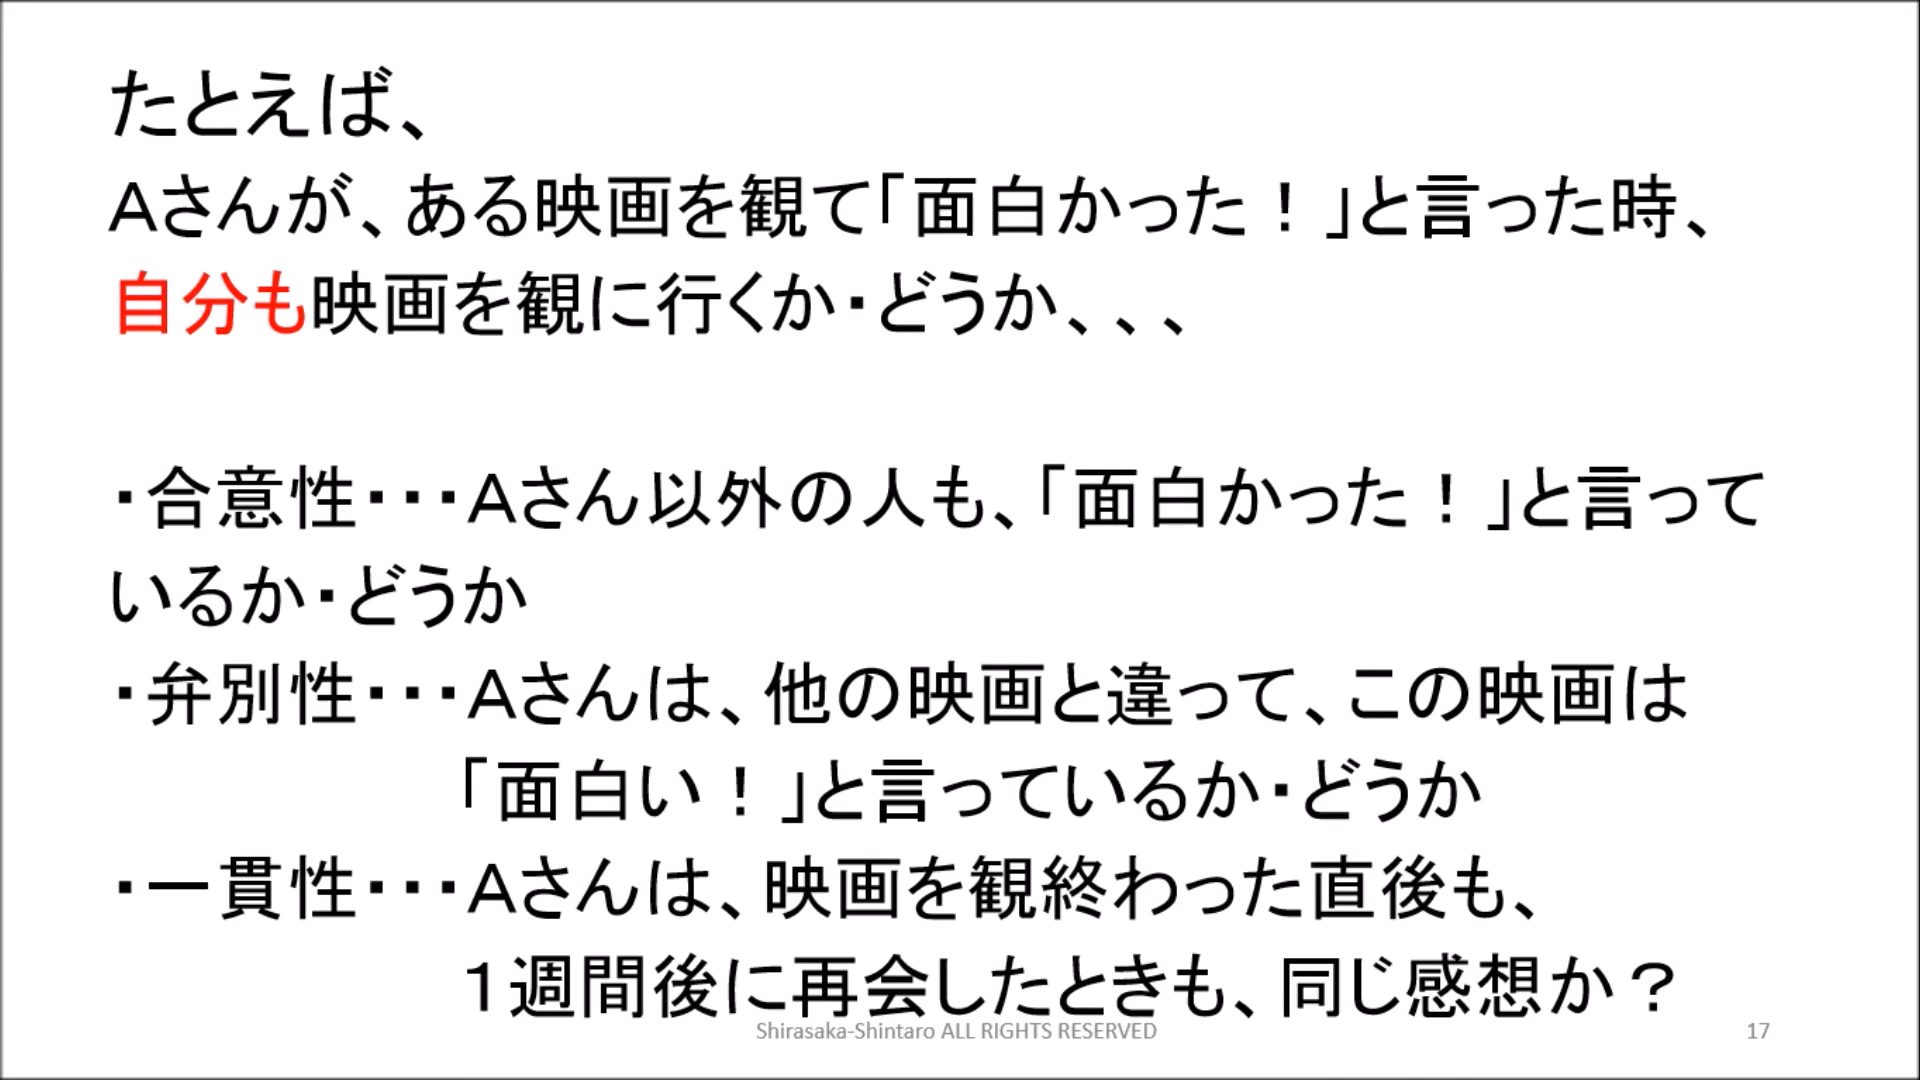 たとえば、
Aさんが、ある映画を観て「面白かった！」と言った時、
自分も映画を観に行くか・どうか、、、
・合意性・・・Aさん以外の人も、「面白かった！」と言って
いるか・どうか
・弁別性・・・Aさんは、他の映画と違って、この映画は
「面白い！」と言っているか・どうか
・一貫性・・・Aさんは、映画を観終わった直後も、
１週間後に再会したときも、同じ感想か？
Shirasaka-Shintaro ALL RIGHTS RESERVED
17